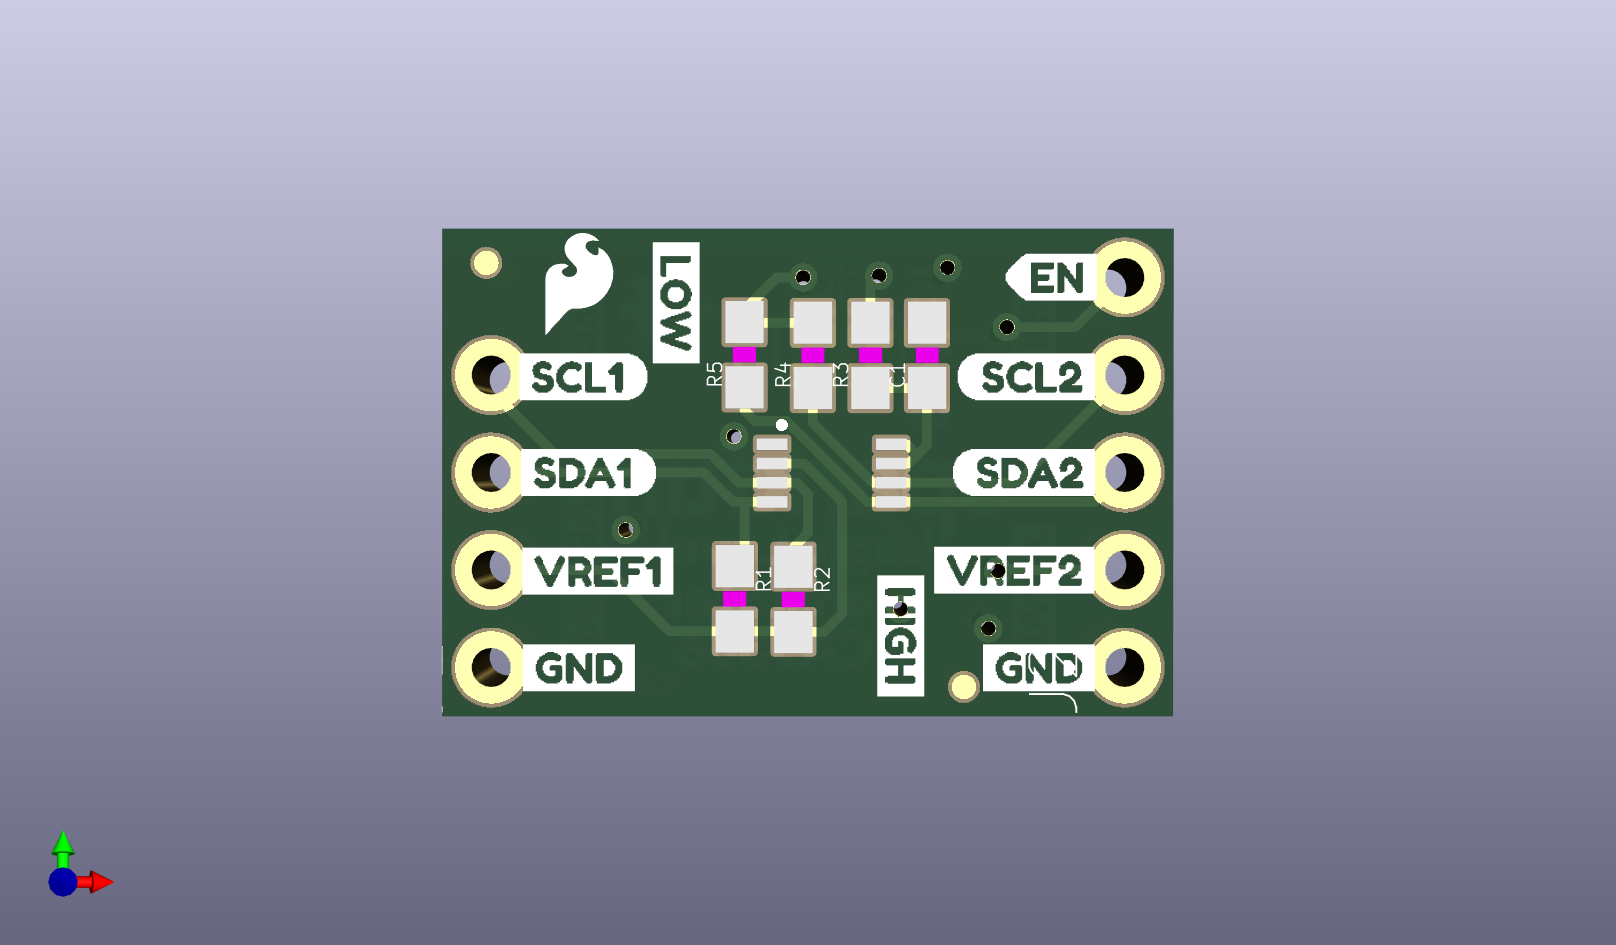 LOW
EN
SCL1
SCL2
R5
R4
R3
C1
SDA1
SDA2
VREF1
VREF2
R1
R2
HIGH
GND
GND